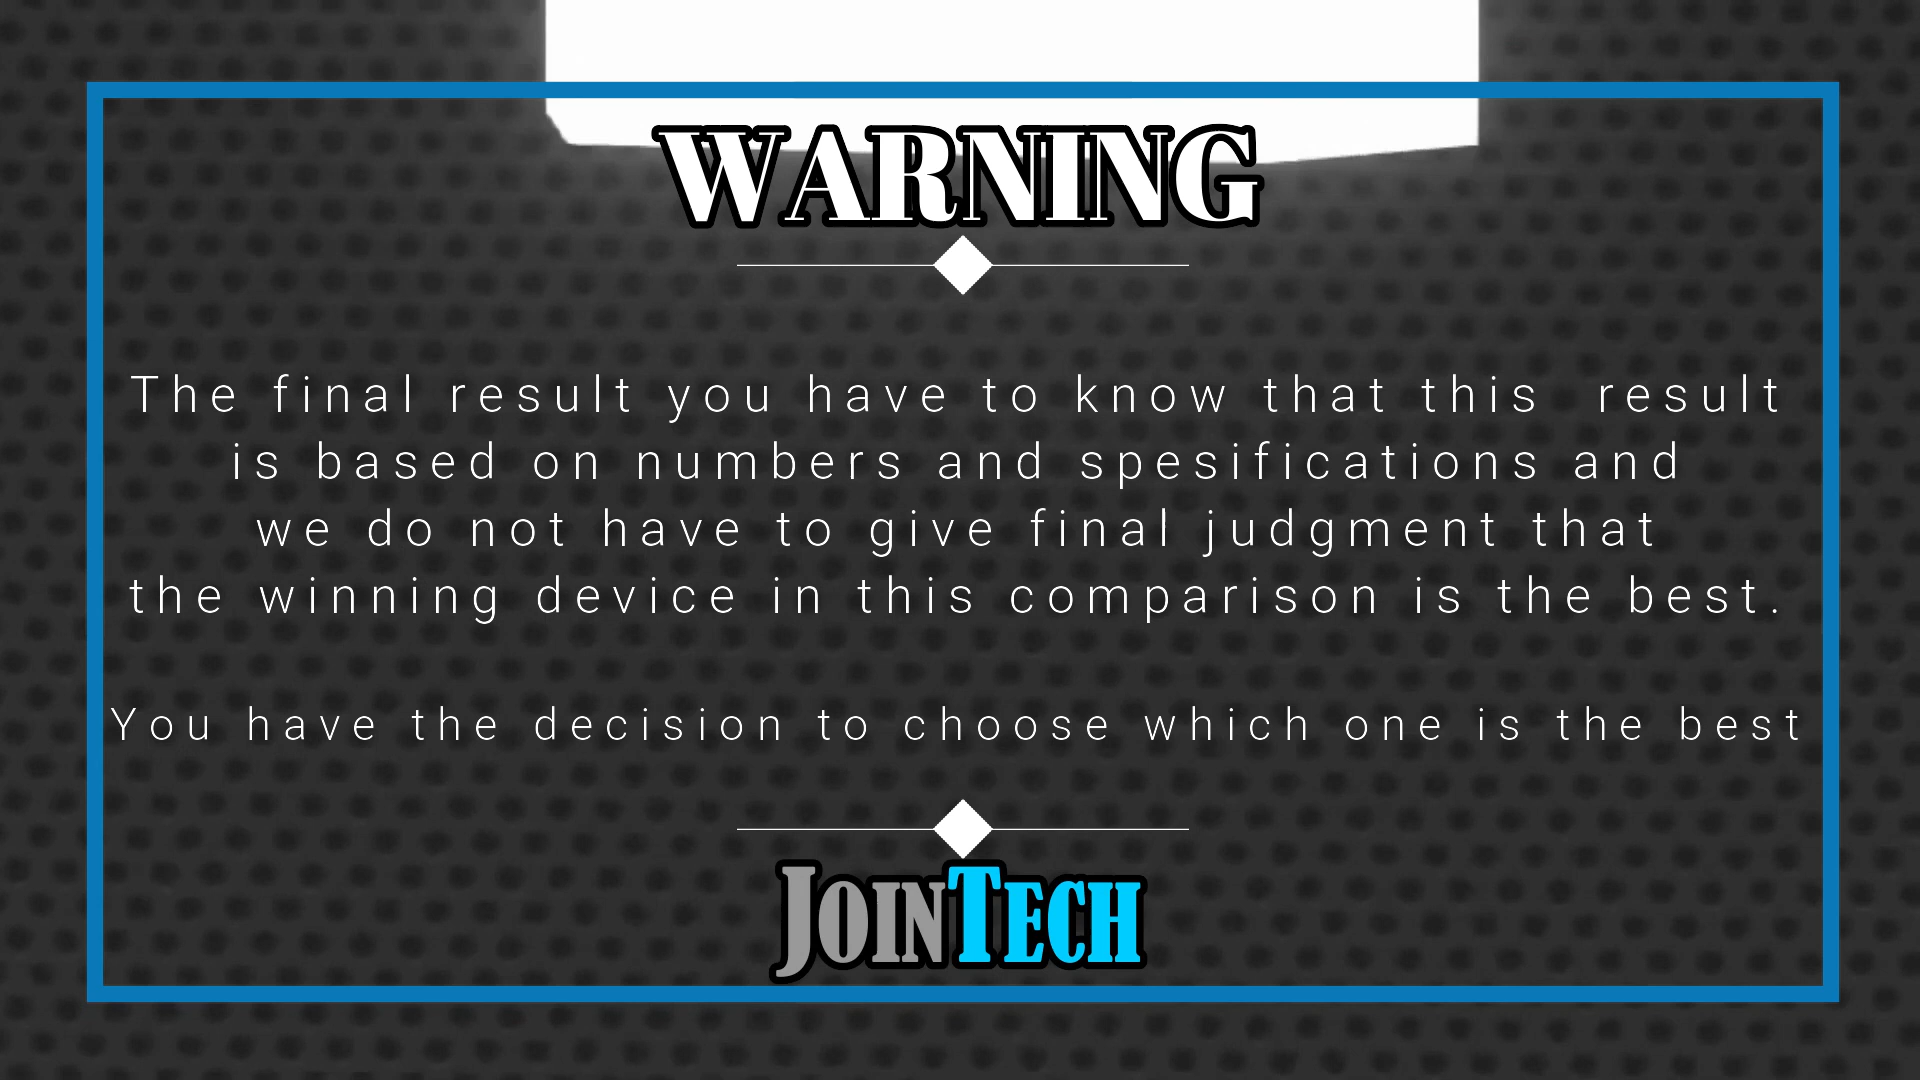 WARNING
The final result you have to know that this result
is based on numbers and spesifications and
we do not have to give final judgment that
the winning device in this comparison is the best.
You have the decision to choose which one is the best
JOINTECH